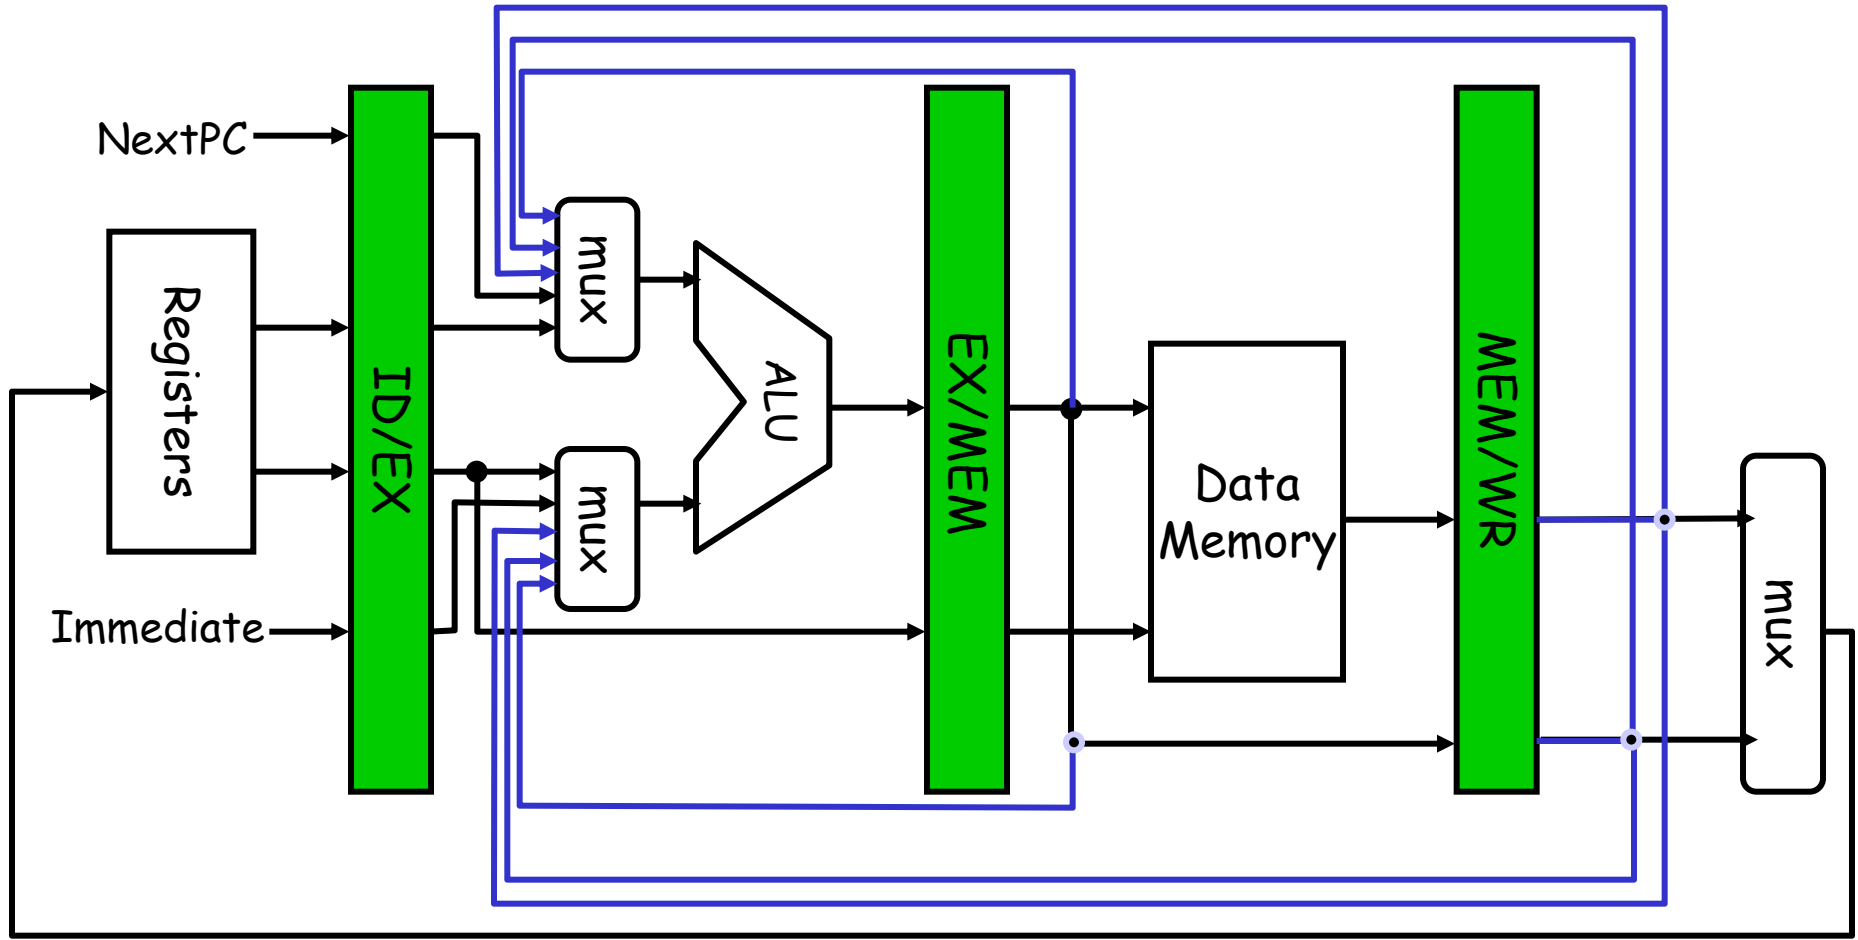 NextPC
Registers
Immediate
ID/EX
mux
mux
ALU
EX/MEM
Data
Memory
MEM/WR
mux